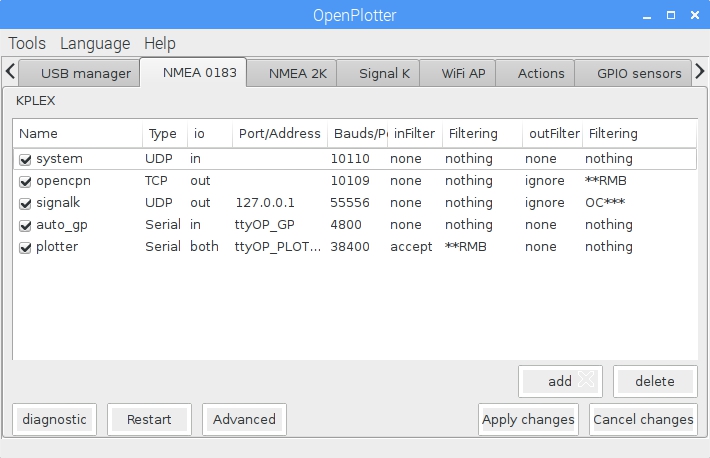 OpenPlotter
Tools Language Help
USB manager NMEA 0183 NMEA 2K Signal K WiFi AP Actions GPIO sensors
KPLEX
Name Type io Port/Address Bauds/Po inFilter Filtering outFilter Filtering
system UDP in 10110 none nothing none nothing
opencpn TCP out 10109 none nothing ignore **RMB
signalk UDP out 127.0.0.1 55556 none nothing ignore OC***
auto_gp Serial in ttyOP_GP 4800 none nothing none nothing
plotter Serial both ttyOP_PLOT... 38400 accept **RMB none nothing
add delete
diagnostic Restart Advanced Apply changes Cancel changes